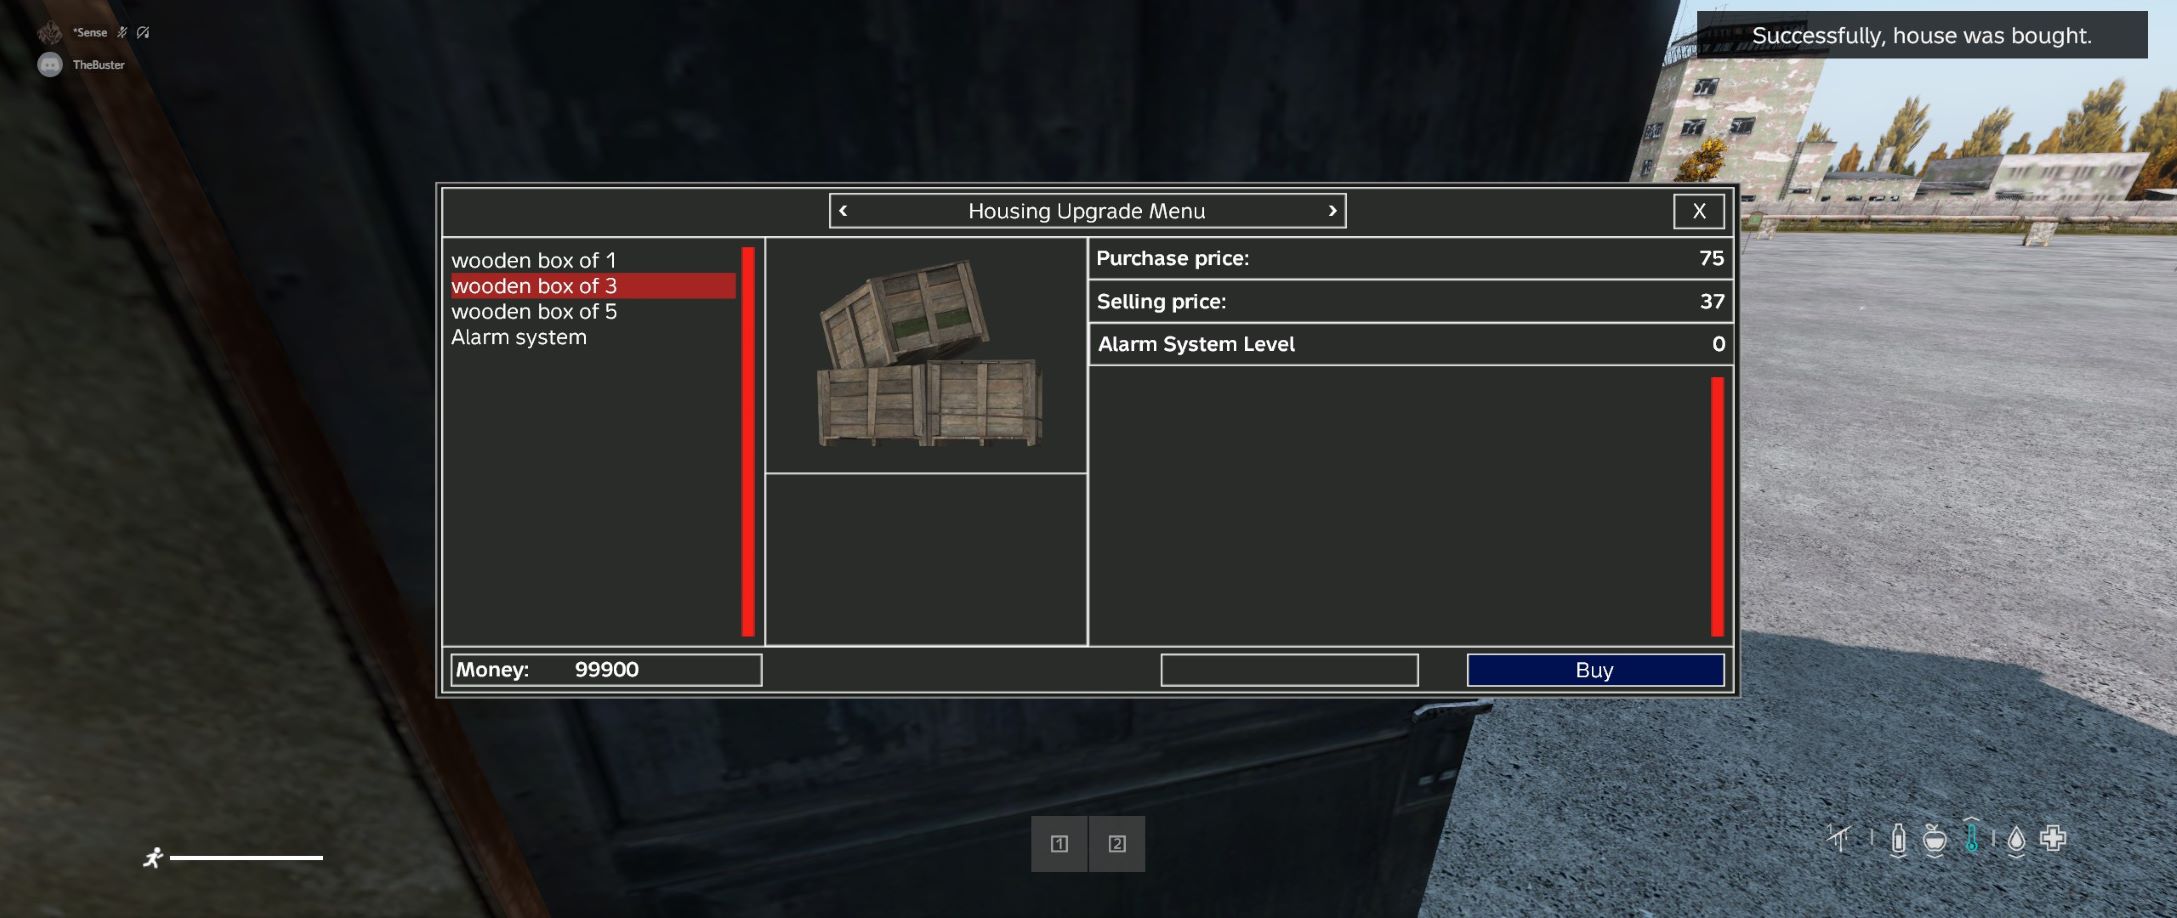 *Sense
TheBuster
Successfully, house was bought.
< Housing Upgrade Menu >
X
wooden box of 1
wooden box of 3
wooden box of 5
Alarm system
Purchase price: 75
Selling price: 37
Alarm System Level 0
Money: 99900
Buy
1 2